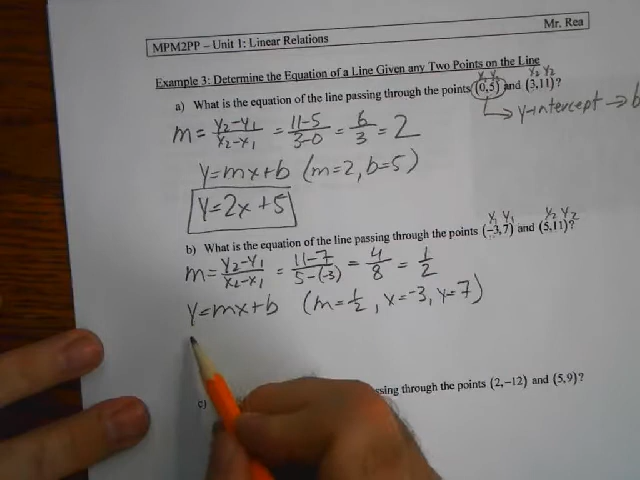 MPM2PP – Unit 1: Linear Relations Mr. Rea
Example 3: Determine the Equation of a Line Given any Two Points on the Line
x₁ y₁ x₂ y₂
a) What is the equation of the line passing through the points (0,5) and (3,11)?
→ y-intercept → b
m = y₂-y₁/x₂-x₁ = 11-5/3-0 = 6/3 = 2
y=mx+b (m=2, b=5)
y=2x+5
x₁ y₁ x₂ y₂
b) What is the equation of the line passing through the points (−3,7) and (5,11)?
m = y₂-y₁/x₂-x₁ = 11-7/5-(-3) = 4/8 = 1/2
y=mx+b (m=1/2, x=-3, y=7)
c) ssing through the points (2,−12) and (5,9)?